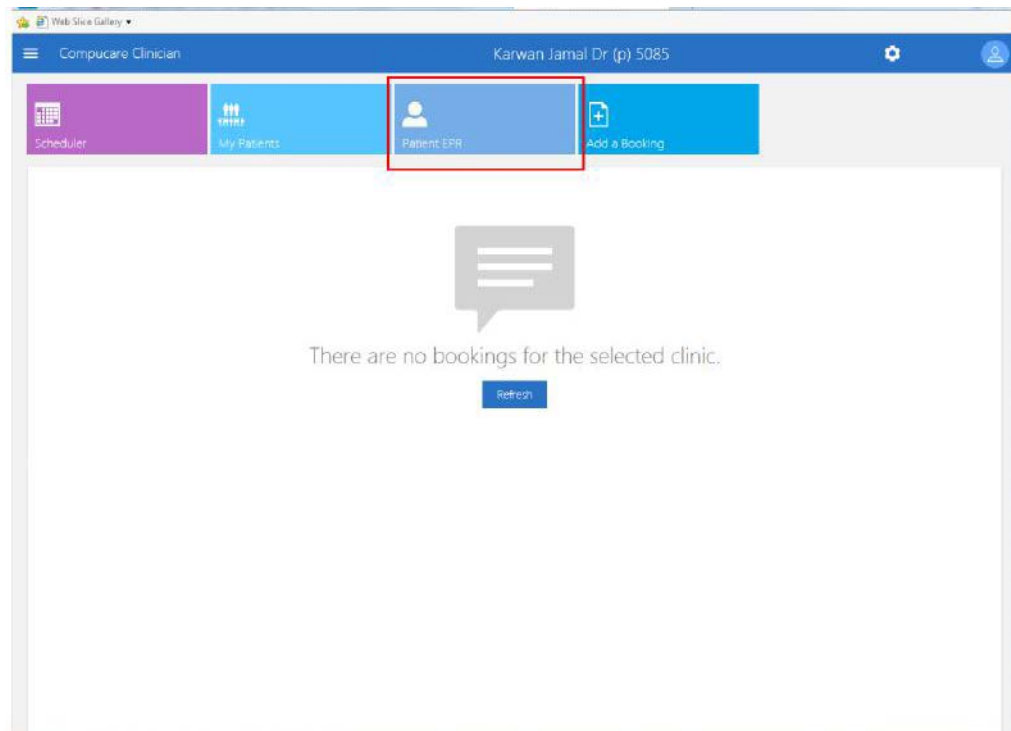 Web Slice Gallery
Compucare Clinician Karwan Jamal Dr (p) 5085
Scheduler My Patients Patient EPR Add a Booking
There are no bookings for the selected clinic.
Refresh